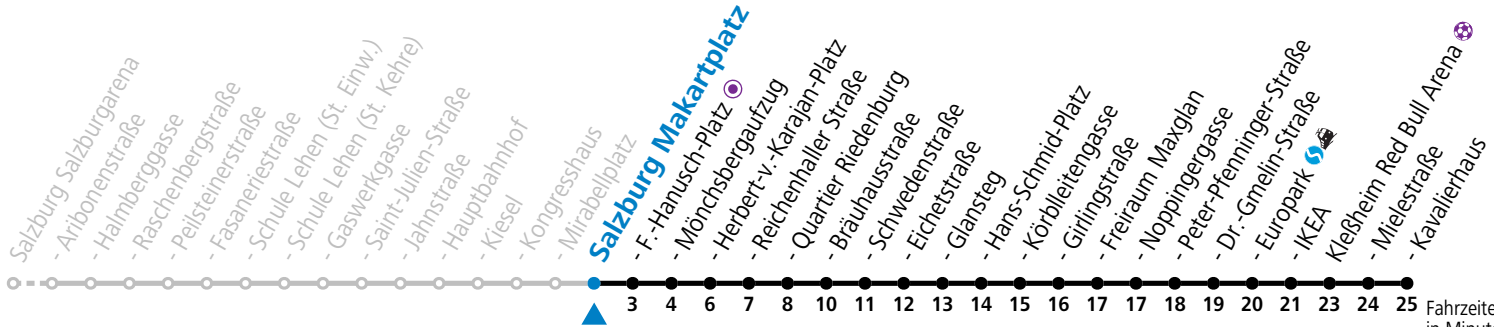 Salzburg Salzburgarena
- Aribonenstraße
- Halmberggasse
- Raschenbergstraße
- Peilsteinerstraße
- Fasaneriestraße
- Schule Lehen (St. Einw.)
- Schule Lehen (St. Kehre)
- Gaswerkgasse
- Saint-Julien-Straße
- Jahnstraße
- Hauptbahnhof
- Kiesel
- Kongresshaus
- Mirabellplatz
Salzburg Makartplatz
- F.-Hanusch-Platz
- Mönchsbergaufzug
- Herbert-v.-Karajan-Platz
- Reichenhaller Straße
- Quartier Riedenburg
- Bräuhausstraße
- Schwedenstraße
- Eichetstraße
- Glansteg
- Hans-Schmid-Platz
- Körblleitengasse
- Girlingstraße
- Freiraum Maxglan
- Noppingergasse
- Peter-Pfenninger-Straße
- Dr.-Gmelin-Straße
- Europark
- IKEA
Kleßheim Red Bull Arena
- Mielestraße
- Kavalierhaus
3 4 6 7 8 10 11 12 13 14 15 16 17 17 18 19 20 21 23 24 25 Fahrzeite